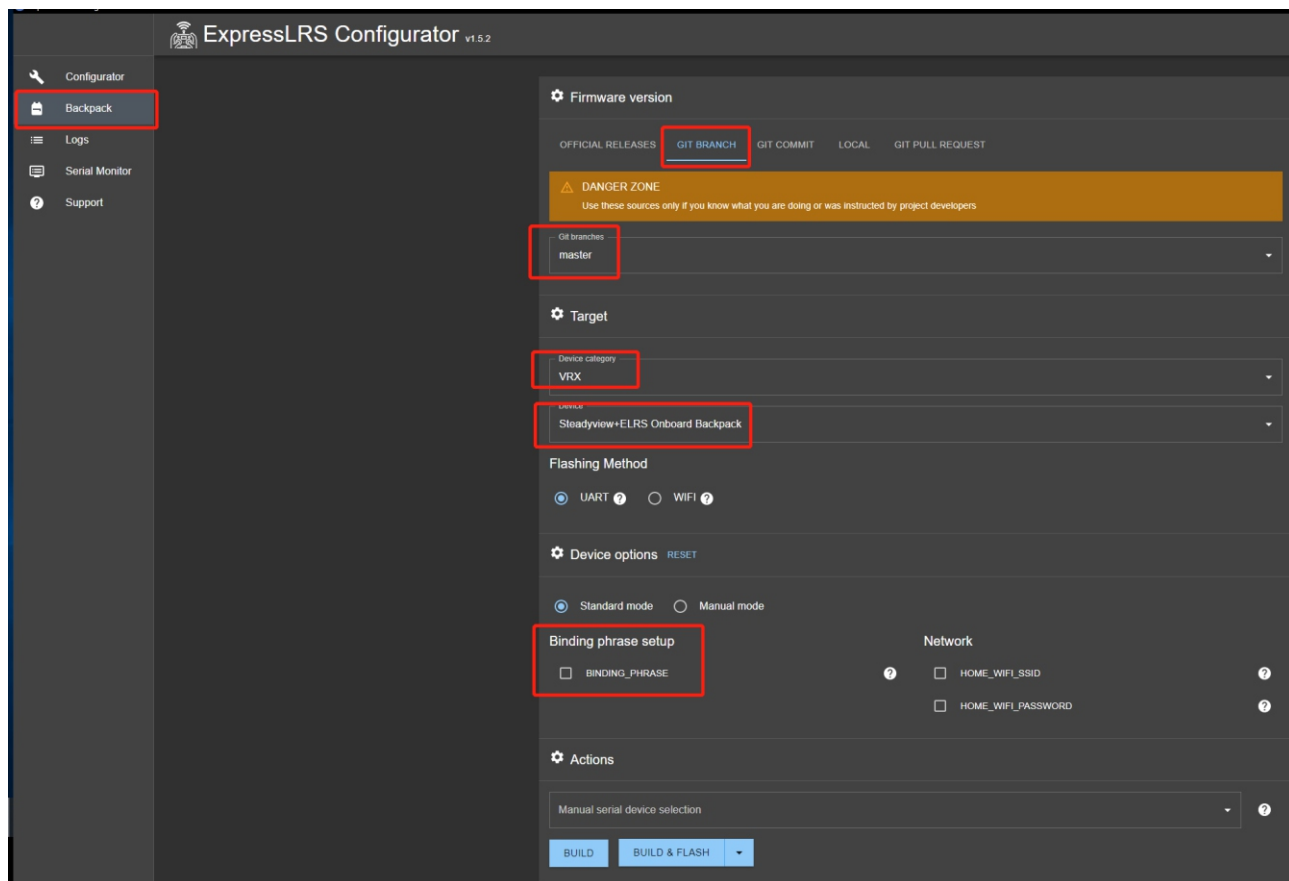 ExpressLRS Configurator v1.5.2
Configurator
Backpack
Logs
Serial Monitor
Support
Firmware version
OFFICIAL RELEASES GIT BRANCH GIT COMMIT LOCAL GIT PULL REQUEST
DANGER ZONE
Use these sources only if you know what you are doing or was instructed by project developers
Git branches
master
Target
Device category
VRX
Device
Steadyview+ELRS Onboard Backpack
Flashing Method
UART ? WIFI ?
Device options RESET
Standard mode Manual mode
Binding phrase setup
BINDING_PHRASE ?
Network
HOME_WIFI_SSID ?
HOME_WIFI_PASSWORD ?
Actions
Manual serial device selection ?
BUILD BUILD & FLASH